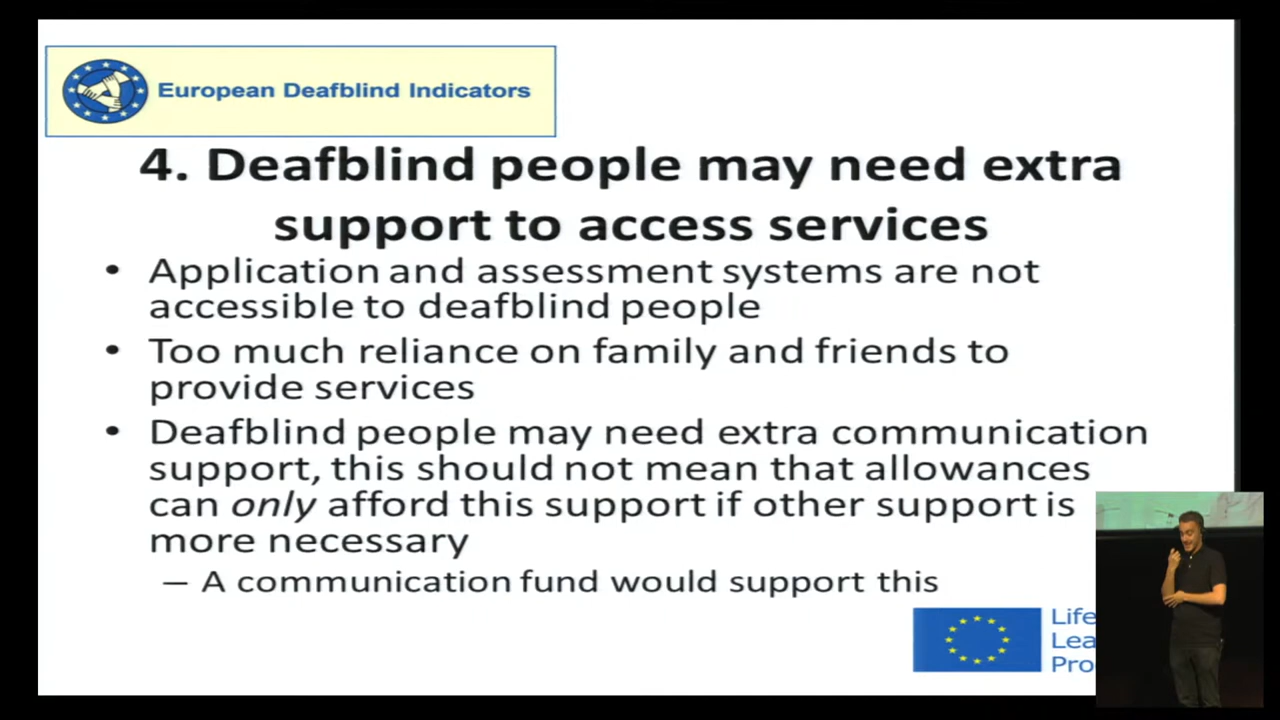 European Deafblind Indicators
4. Deafblind people may need extra
support to access services
• Application and assessment systems are not
accessible to deafblind people
• Too much reliance on family and friends to
provide services
• Deafblind people may need extra communication
support, this should not mean that allowances
can only afford this support if other support is
more necessary
– A communication fund would support this
Life
Lea
Pro